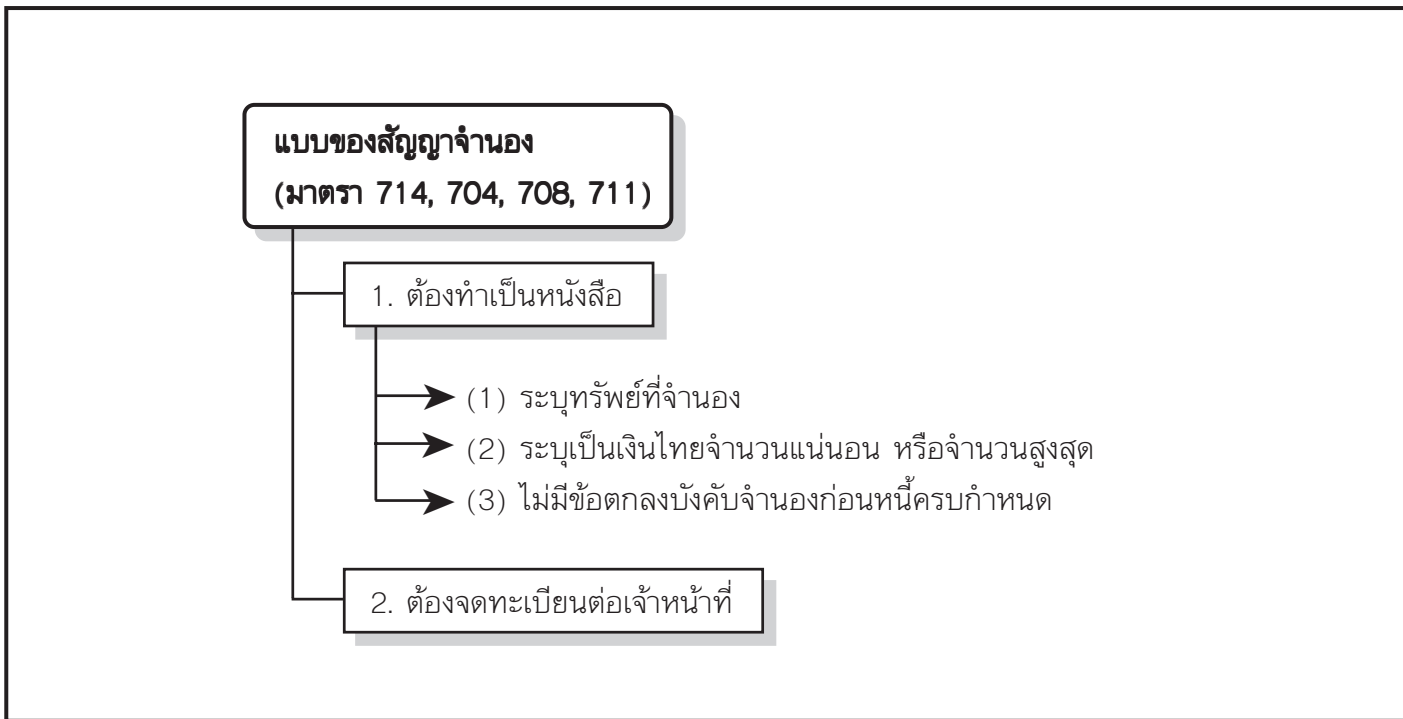 แบบของสัญญาจำนอง
(มาตรา 714, 704, 708, 711)
1. ต้องทำเป็นหนังสือ
(1) ระบุทรัพย์ที่จำนอง
(2) ระบุเป็นเงินไทยจำนวนแน่นอน หรือจำนวนสูงสุด
(3) ไม่มีข้อตกลงบังคับจำนองก่อนหนี้ครบกำหนด
2. ต้องจดทะเบียนต่อเจ้าหน้าที่